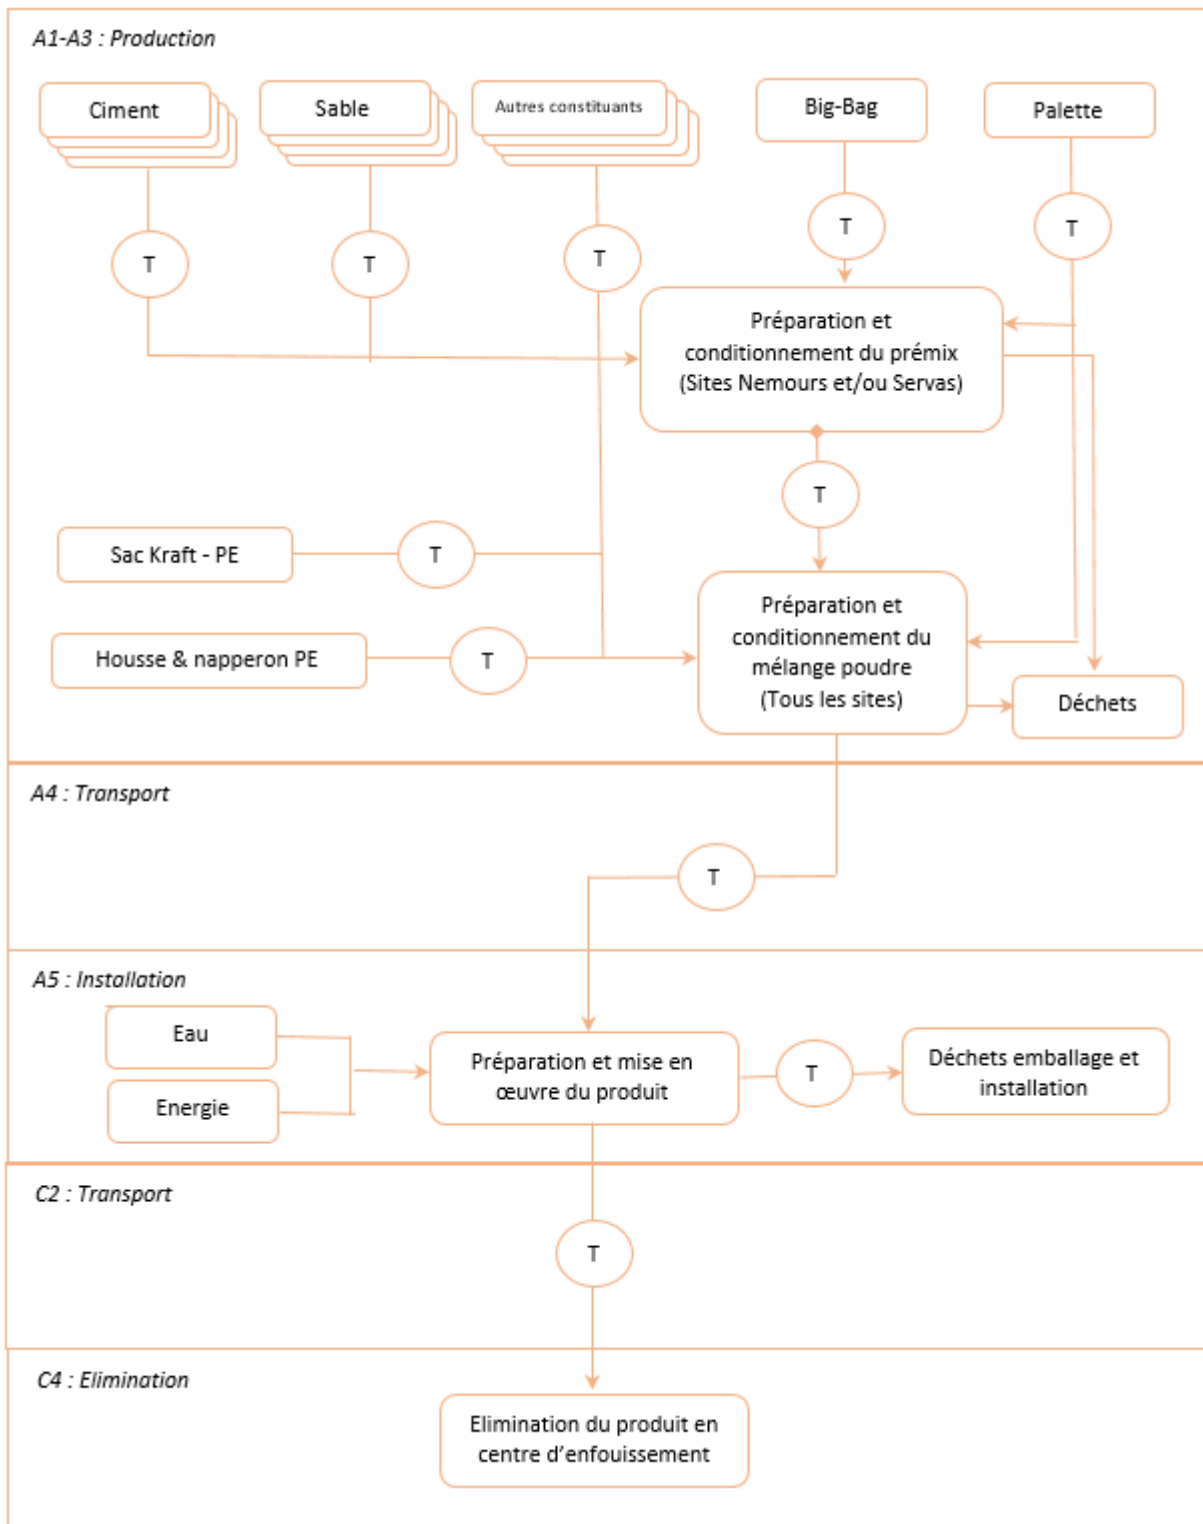 A1-A3 : Production
Ciment
Sable
Autres constituants
Big-Bag
Palette
T
T
T
T
T
Préparation et
conditionnement du prémix
(Sites Nemours et/ou Servas)
T
Sac Kraft - PE
T
Housse & napperon PE
T
Préparation et
conditionnement du
mélange poudre
(Tous les sites)
Déchets
A4 : Transport
T
A5 : Installation
Eau
Energie
Préparation et mise en
œuvre du produit
T
Déchets emballage et
installation
C2 : Transport
T
C4 : Elimination
Elimination du produit en
centre d'enfouissement